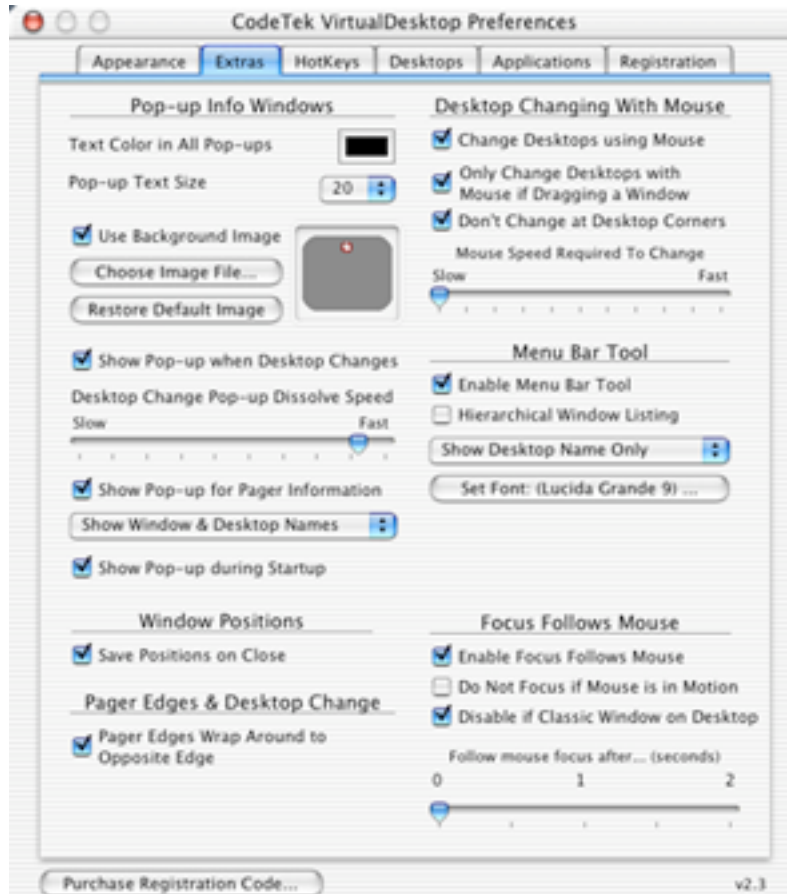 CodeTek VirtualDesktop Preferences
Appearance Extras HotKeys Desktops Applications Registration
Pop-up Info Windows
Text Color in All Pop-ups
Pop-up Text Size 20
Use Background Image
Choose Image File...
Restore Default Image
Show Pop-up when Desktop Changes
Desktop Change Pop-up Dissolve Speed
Slow Fast
Show Pop-up for Pager Information
Show Window & Desktop Names
Show Pop-up during Startup
Window Positions
Save Positions on Close
Pager Edges & Desktop Change
Pager Edges Wrap Around to
Opposite Edge
Desktop Changing With Mouse
Change Desktops using Mouse
Only Change Desktops with
Mouse if Dragging a Window
Don't Change at Desktop Corners
Mouse Speed Required To Change
Slow Fast
Menu Bar Tool
Enable Menu Bar Tool
Hierarchical Window Listing
Show Desktop Name Only
Set Font: (Lucida Grande 9) ...
Focus Follows Mouse
Enable Focus Follows Mouse
Do Not Focus if Mouse is in Motion
Disable if Classic Window on Desktop
Follow mouse focus after... (seconds)
0 1 2
Purchase Registration Code...
v2.3